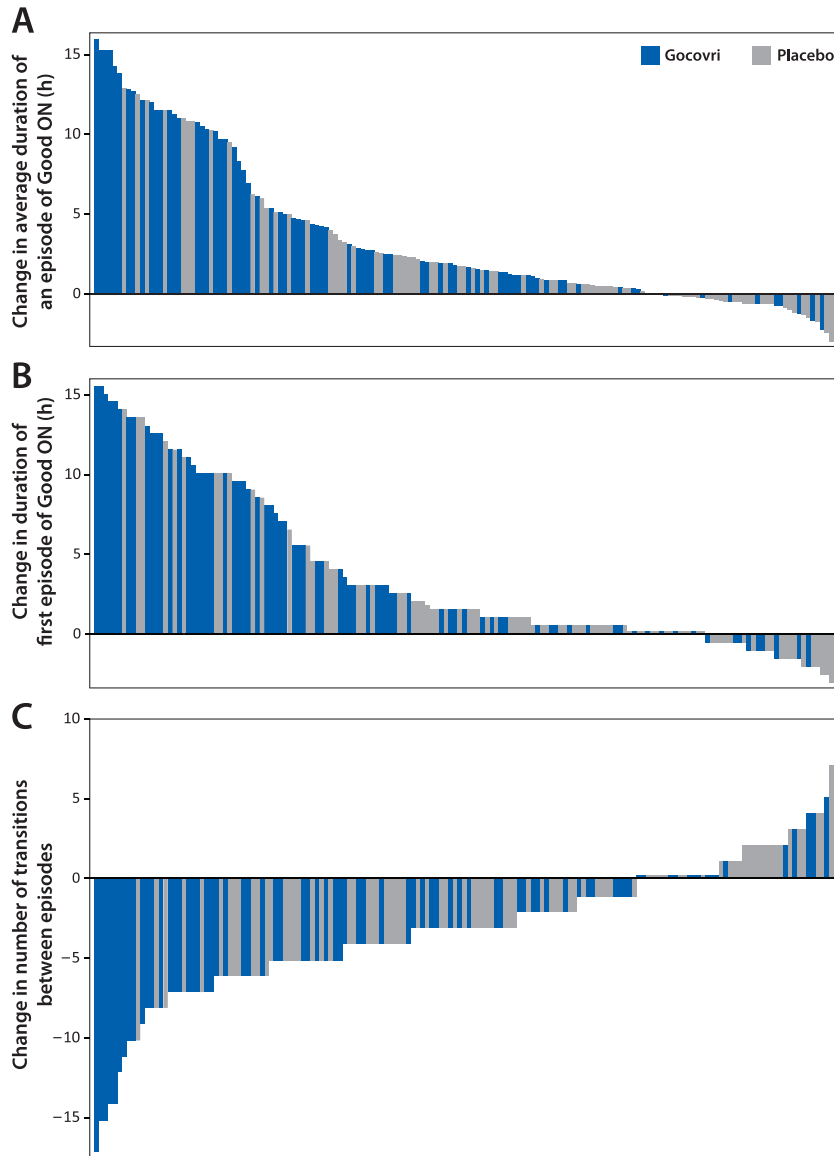 A
Change in average duration of
an episode of Good ON (h)
15
10
5
0
Gocovri
Placebo
B
Change in duration of
first episode of Good ON (h)
15
10
5
0
C
Change in number of transitions
between episodes
10
5
0
−5
−10
−15